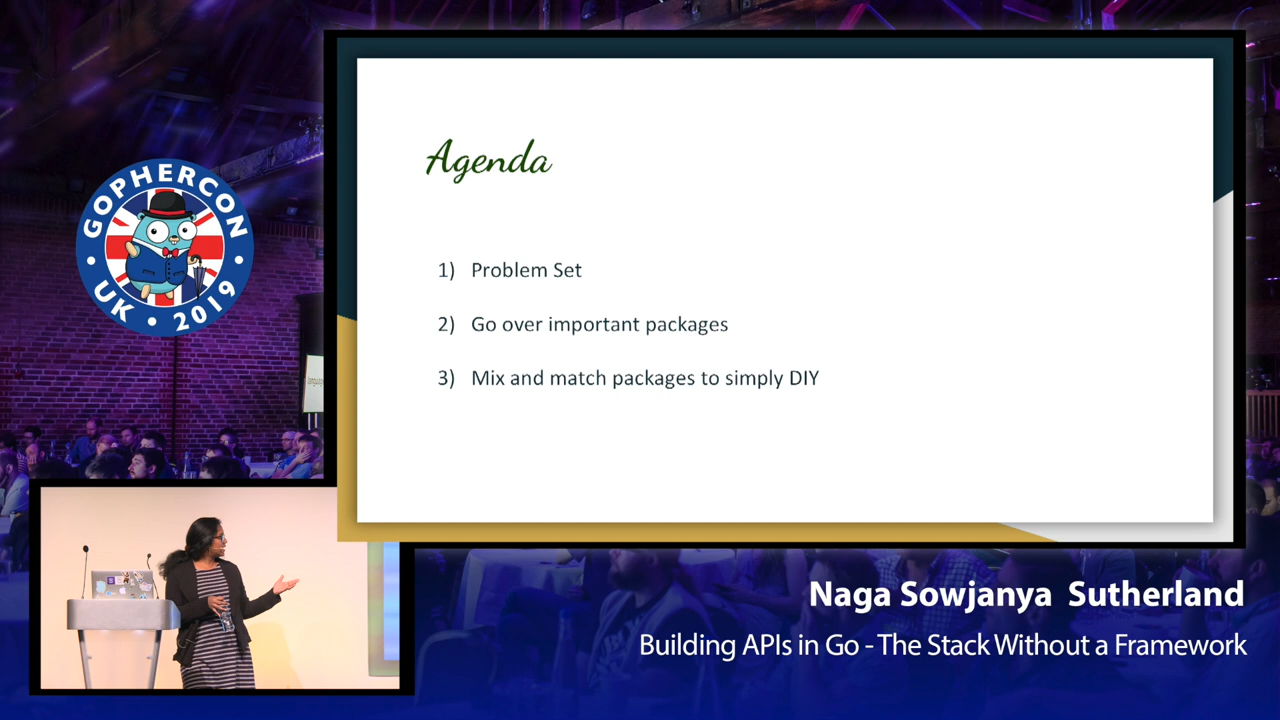 GOPHERCON
UK • 2019
Agenda
1) Problem Set
2) Go over important packages
3) Mix and match packages to simply DIY
Naga Sowjanya Sutherland
Building APIs in Go - The Stack Without a Framework